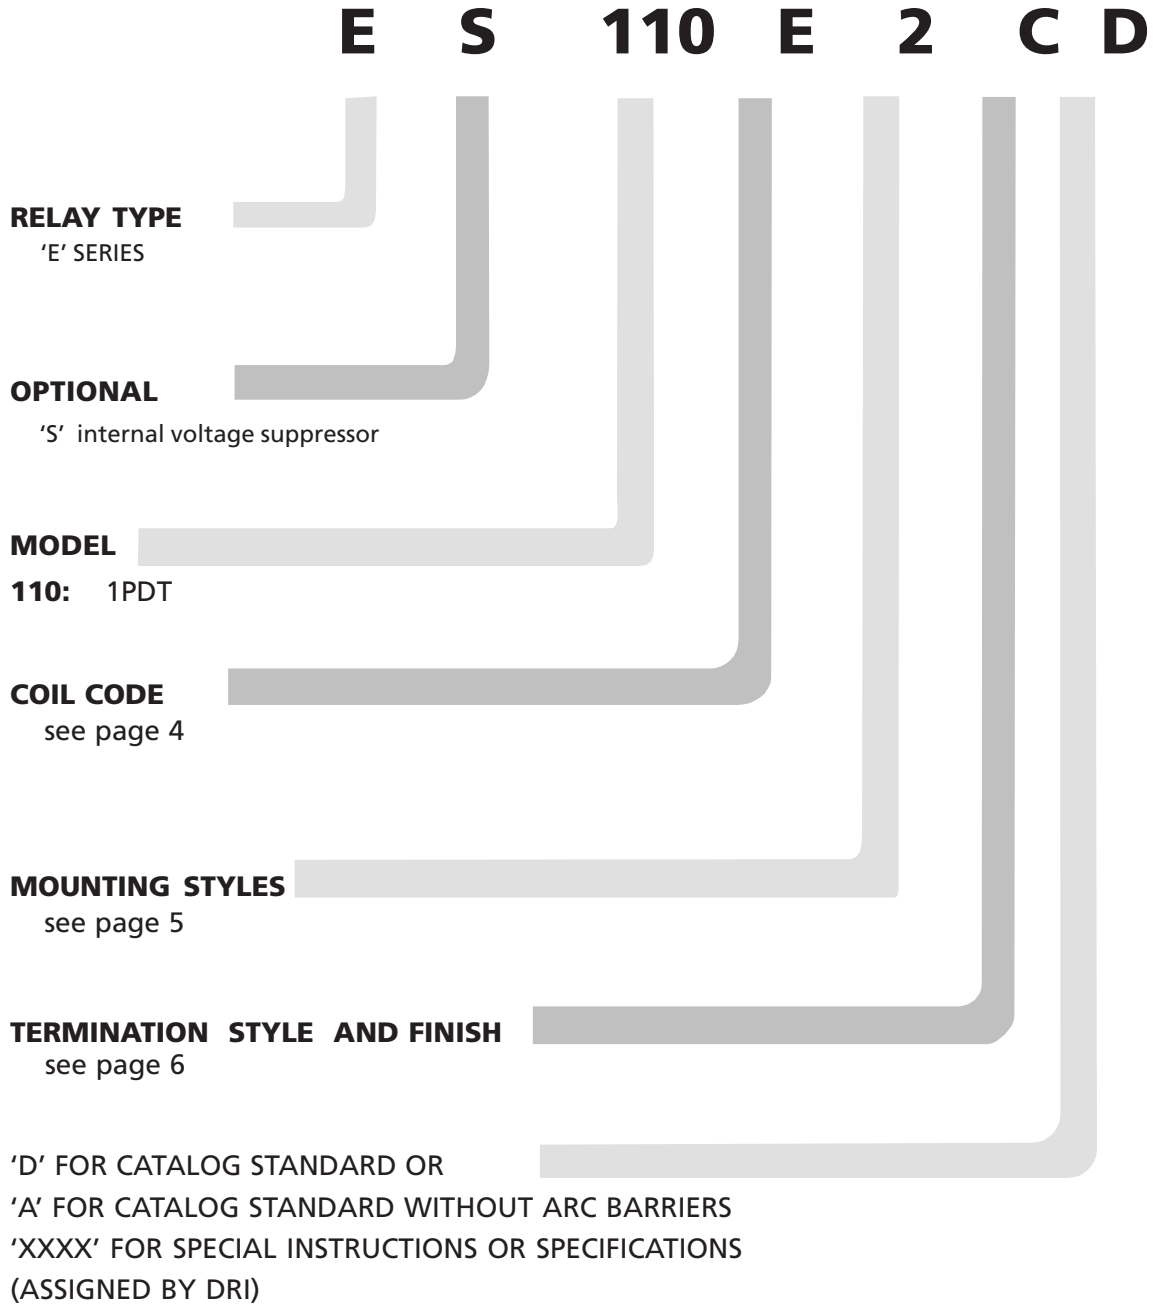 E S 110 E 2 C D
RELAY TYPE
‘E’ SERIES
OPTIONAL
‘S’ internal voltage suppressor
MODEL
110: 1PDT
COIL CODE
see page 4
MOUNTING STYLES
see page 5
TERMINATION STYLE AND FINISH
see page 6
‘D’ FOR CATALOG STANDARD OR
‘A’ FOR CATALOG STANDARD WITHOUT ARC BARRIERS
‘XXXX’ FOR SPECIAL INSTRUCTIONS OR SPECIFICATIONS
(ASSIGNED BY DRI)